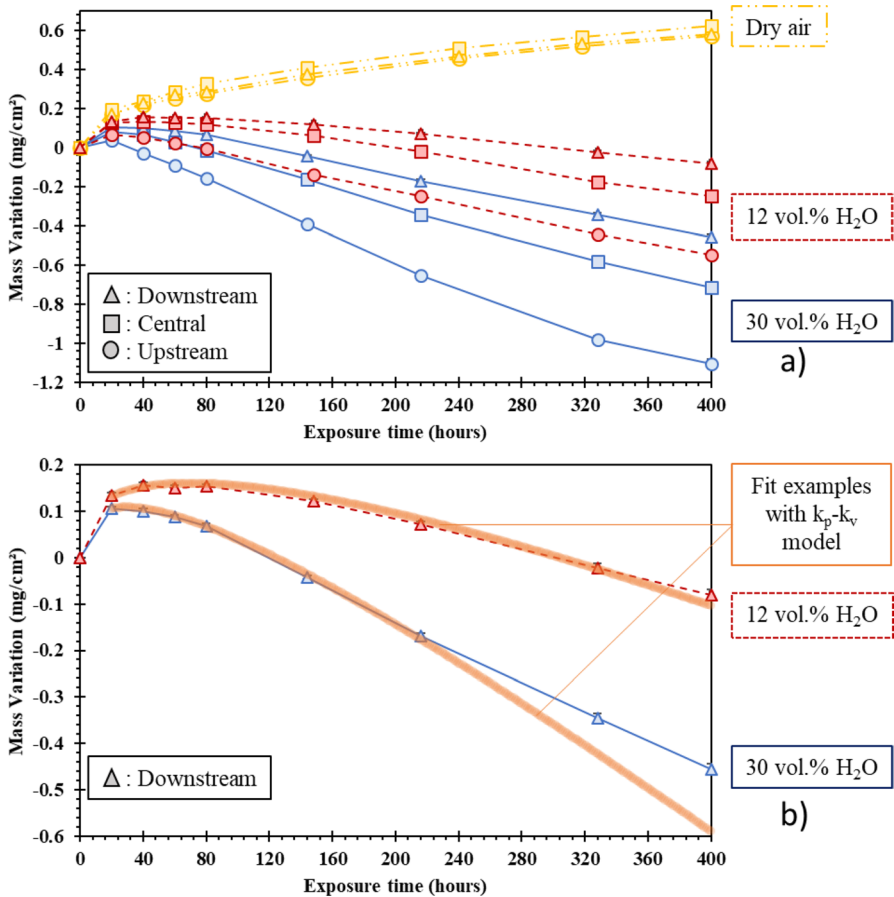 0.6
0.4
0.2
0
-0.2
-0.4
-0.6
-0.8
-1
-1.2
Mass Variation (mg/cm²)
0 40 80 120 160 200 240 280 320 360 400
Exposure time (hours)
: Downstream
: Central
: Upstream
Dry air
12 vol.% H₂O
30 vol.% H₂O
a)
0.2
0.1
0
-0.1
-0.2
-0.3
-0.4
-0.5
-0.6
Mass Variation (mg/cm²)
0 40 80 120 160 200 240 280 320 360 400
Exposure time (hours)
: Downstream
Fit examples
with kₚ-kᵥ
model
12 vol.% H₂O
30 vol.% H₂O
b)